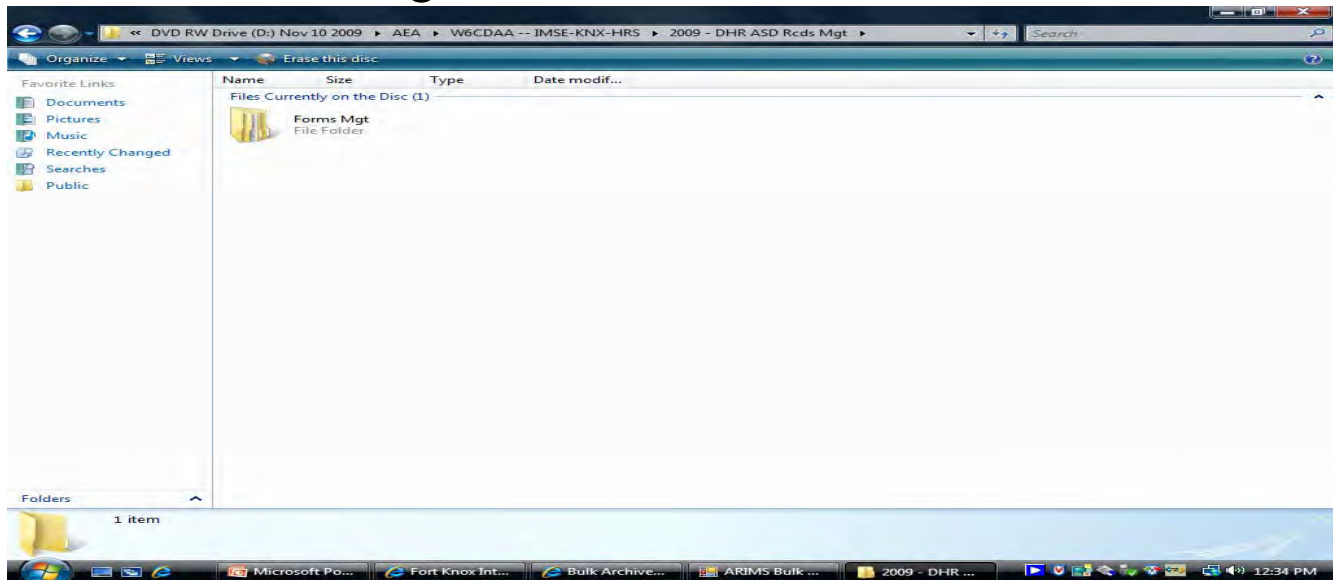 « DVD RW Drive (D:) Nov 10 2009 ▸ AEA ▸ W6CDAA -- IMSE-KNX-HRS ▸ 2009 - DHR ASD Rcds Mgt ▸
Search
Organize Views Erase this disc
Favorite Links
Documents
Pictures
Music
Recently Changed
Searches
Public
Name Size Type Date modif...
Files Currently on the Disc (1)
Forms Mgt
File Folder
Folders
1 item
Microsoft Po... Fort Knox Int... Bulk Archive... ARIMS Bulk ... 2009 - DHR ... 12:34 PM